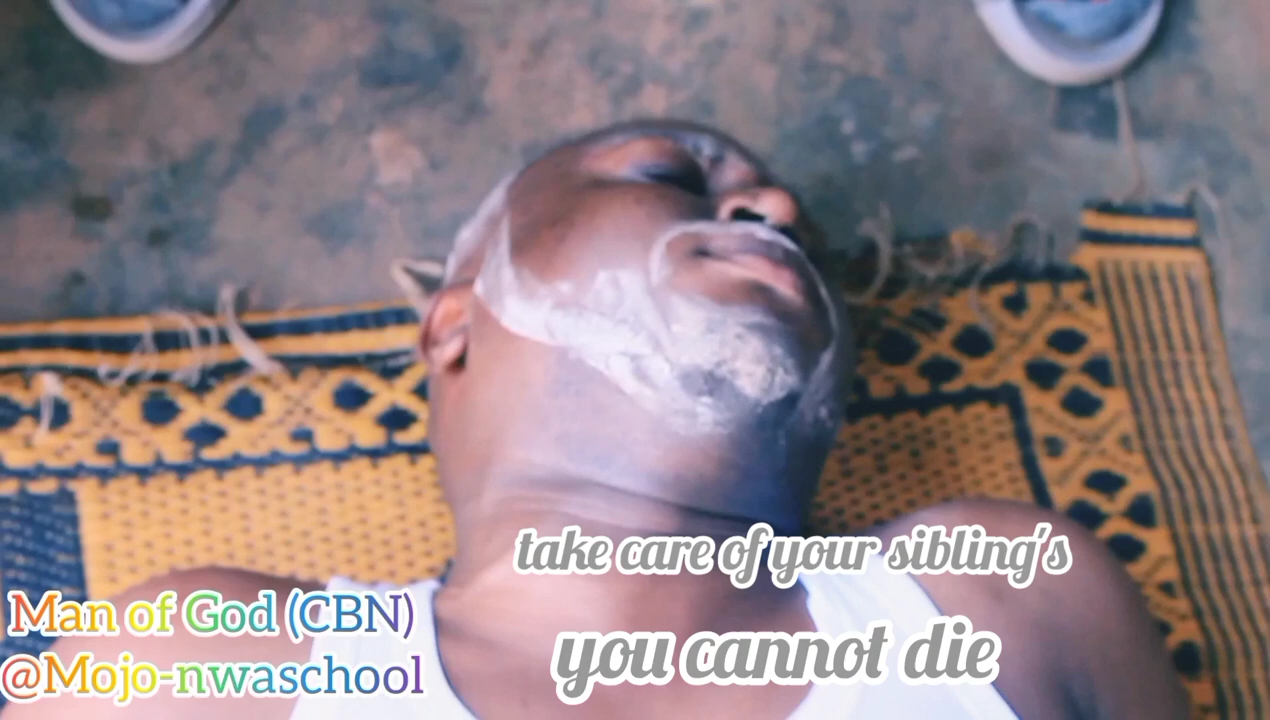 take care of your sibling's
you cannot die
Man of God (CBN)
@Mojo-nwaschool